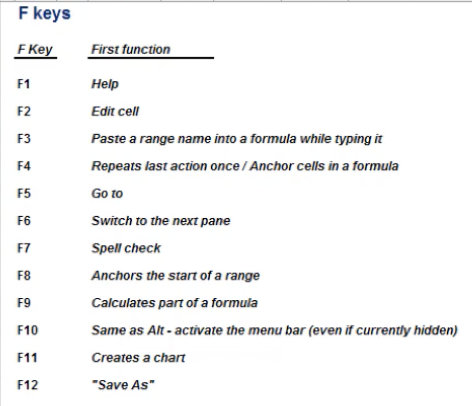 F keys
F Key First function
F1 Help
F2 Edit cell
F3 Paste a range name into a formula while typing it
F4 Repeats last action once / Anchor cells in a formula
F5 Go to
F6 Switch to the next pane
F7 Spell check
F8 Anchors the start of a range
F9 Calculates part of a formula
F10 Same as Alt - activate the menu bar (even if currently hidden)
F11 Creates a chart
F12 "Save As"